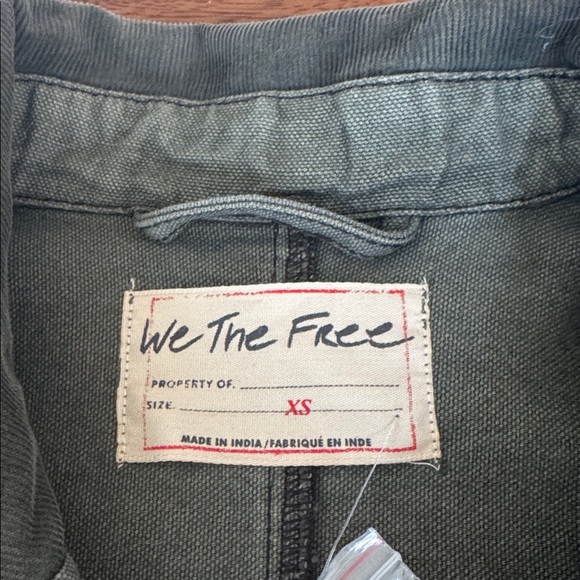 We The Free
PROPERTY OF.
SIZE. XS
MADE IN INDIA/FABRIQUÉ EN INDE